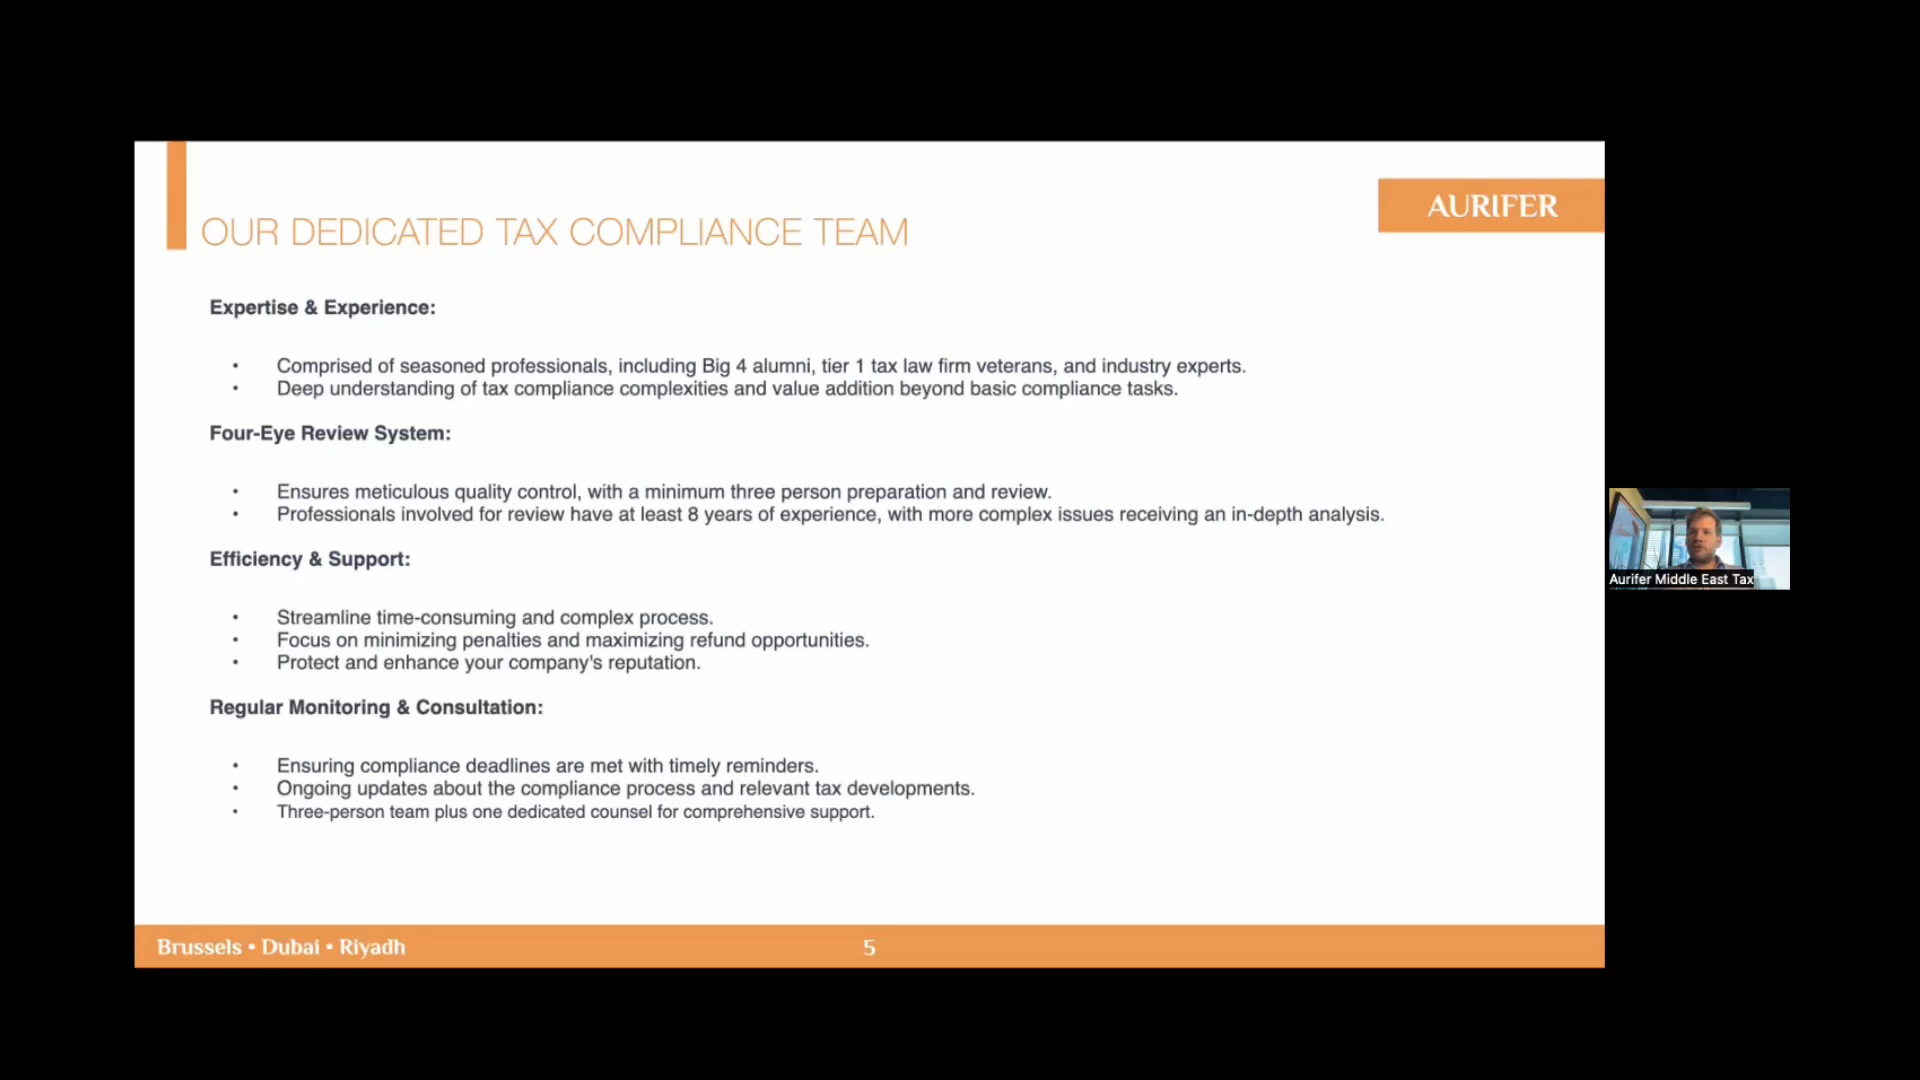 AURIFER
OUR DEDICATED TAX COMPLIANCE TEAM
Expertise & Experience:
• Comprised of seasoned professionals, including Big 4 alumni, tier 1 tax law firm veterans, and industry experts.
• Deep understanding of tax compliance complexities and value addition beyond basic compliance tasks.
Four-Eye Review System:
• Ensures meticulous quality control, with a minimum three person preparation and review.
• Professionals involved for review have at least 8 years of experience, with more complex issues receiving an in-depth analysis.
Efficiency & Support:
• Streamline time-consuming and complex process.
• Focus on minimizing penalties and maximizing refund opportunities.
• Protect and enhance your company's reputation.
Regular Monitoring & Consultation:
• Ensuring compliance deadlines are met with timely reminders.
• Ongoing updates about the compliance process and relevant tax developments.
• Three-person team plus one dedicated counsel for comprehensive support.
Brussels • Dubai • Riyadh
5
Aurifer Middle East Tax